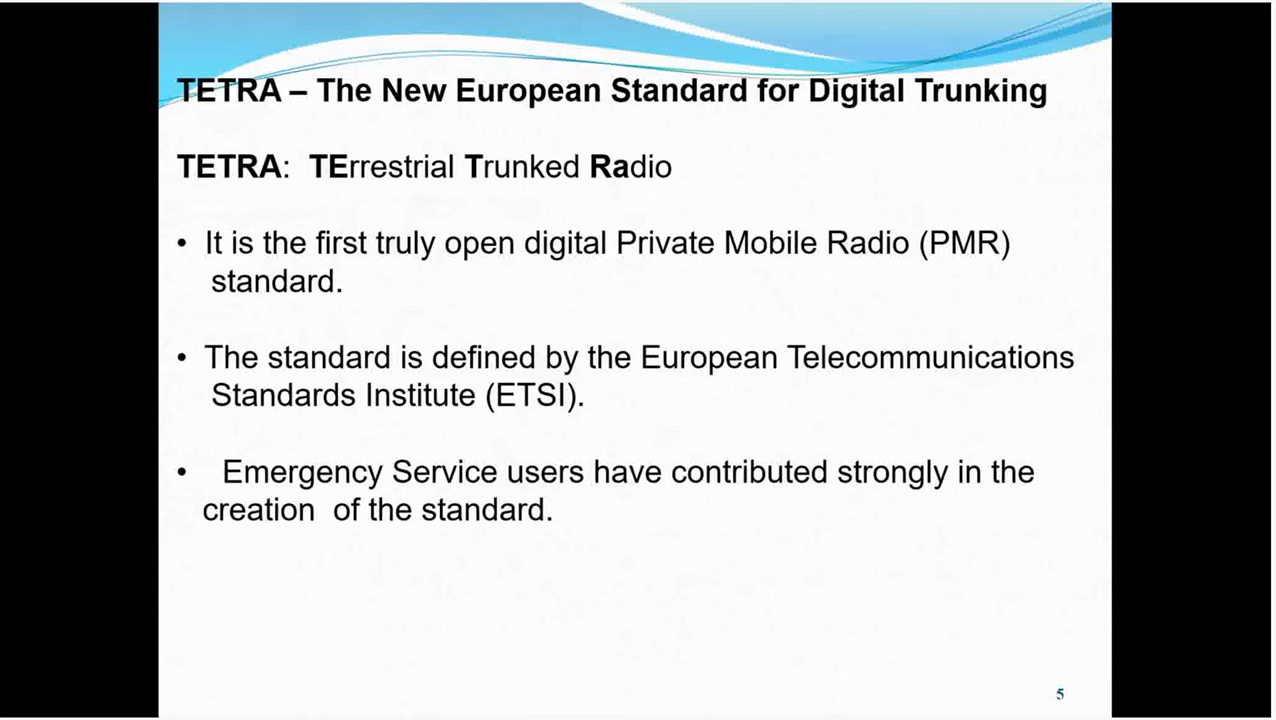 TETRA – The New European Standard for Digital Trunking
TETRA: TErrestrial Trunked Radio
• It is the first truly open digital Private Mobile Radio (PMR)
standard.
• The standard is defined by the European Telecommunications
Standards Institute (ETSI).
• Emergency Service users have contributed strongly in the
creation of the standard.
5